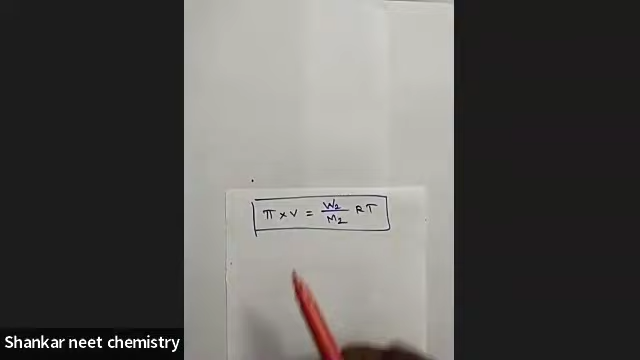 π × V = W₂/M₂ RT
Shankar neet chemistry